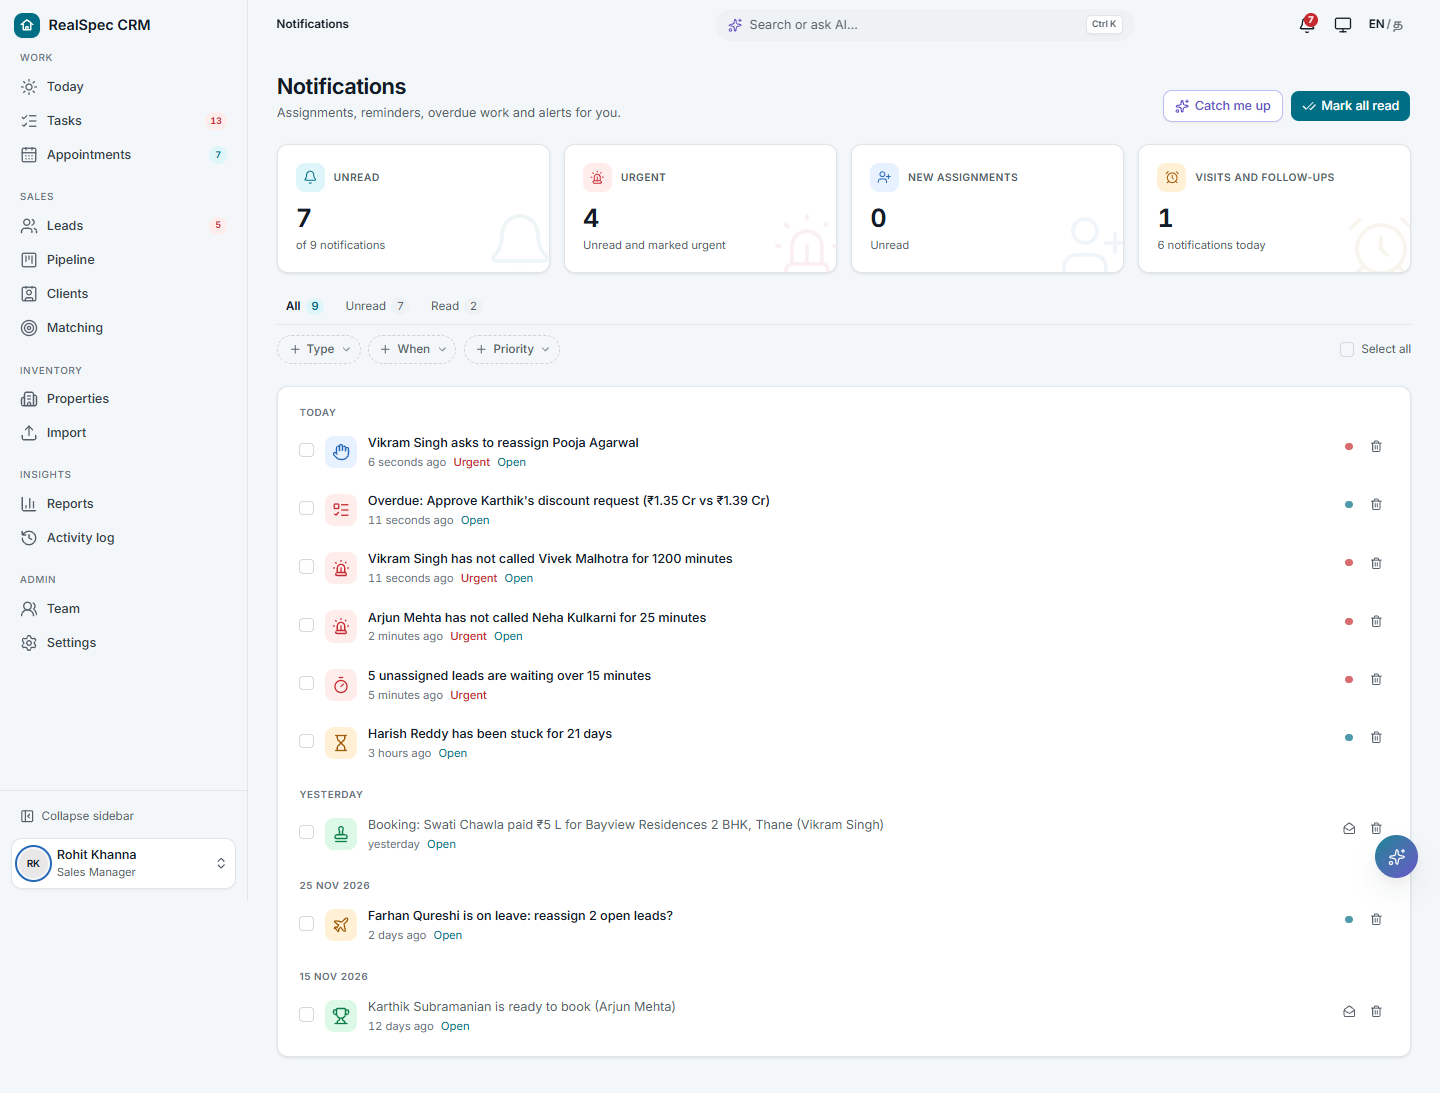 RealSpec CRM
WORK
Today
Tasks 13
Appointments 7
SALES
Leads 5
Pipeline
Clients
Matching
INVENTORY
Properties
Import
INSIGHTS
Reports
Activity log
ADMIN
Team
Settings
Collapse sidebar
RK
Rohit Khanna
Sales Manager
Notifications
Search or ask AI...
Ctrl K
7
EN / த
Notifications
Assignments, reminders, overdue work and alerts for you.
Catch me up
Mark all read
UNREAD
7
of 9 notifications
URGENT
4
Unread and marked urgent
NEW ASSIGNMENTS
0
Unread
VISITS AND FOLLOW-UPS
1
6 notifications today
All 9 Unread 7 Read 2
Type When Priority
Select all
TODAY
Vikram Singh asks to reassign Pooja Agarwal
6 seconds ago Urgent Open
Overdue: Approve Karthik's discount request (₹1.35 Cr vs ₹1.39 Cr)
11 seconds ago Open
Vikram Singh has not called Vivek Malhotra for 1200 minutes
11 seconds ago Urgent Open
Arjun Mehta has not called Neha Kulkarni for 25 minutes
2 minutes ago Urgent Open
5 unassigned leads are waiting over 15 minutes
5 minutes ago Urgent
Harish Reddy has been stuck for 21 days
3 hours ago Open
YESTERDAY
Booking: Swati Chawla paid ₹5 L for Bayview Residences 2 BHK, Thane (Vikram Singh)
yesterday Open
25 NOV 2026
Farhan Qureshi is on leave: reassign 2 open leads?
2 days ago Open
15 NOV 2026
Karthik Subramanian is ready to book (Arjun Mehta)
12 days ago Open